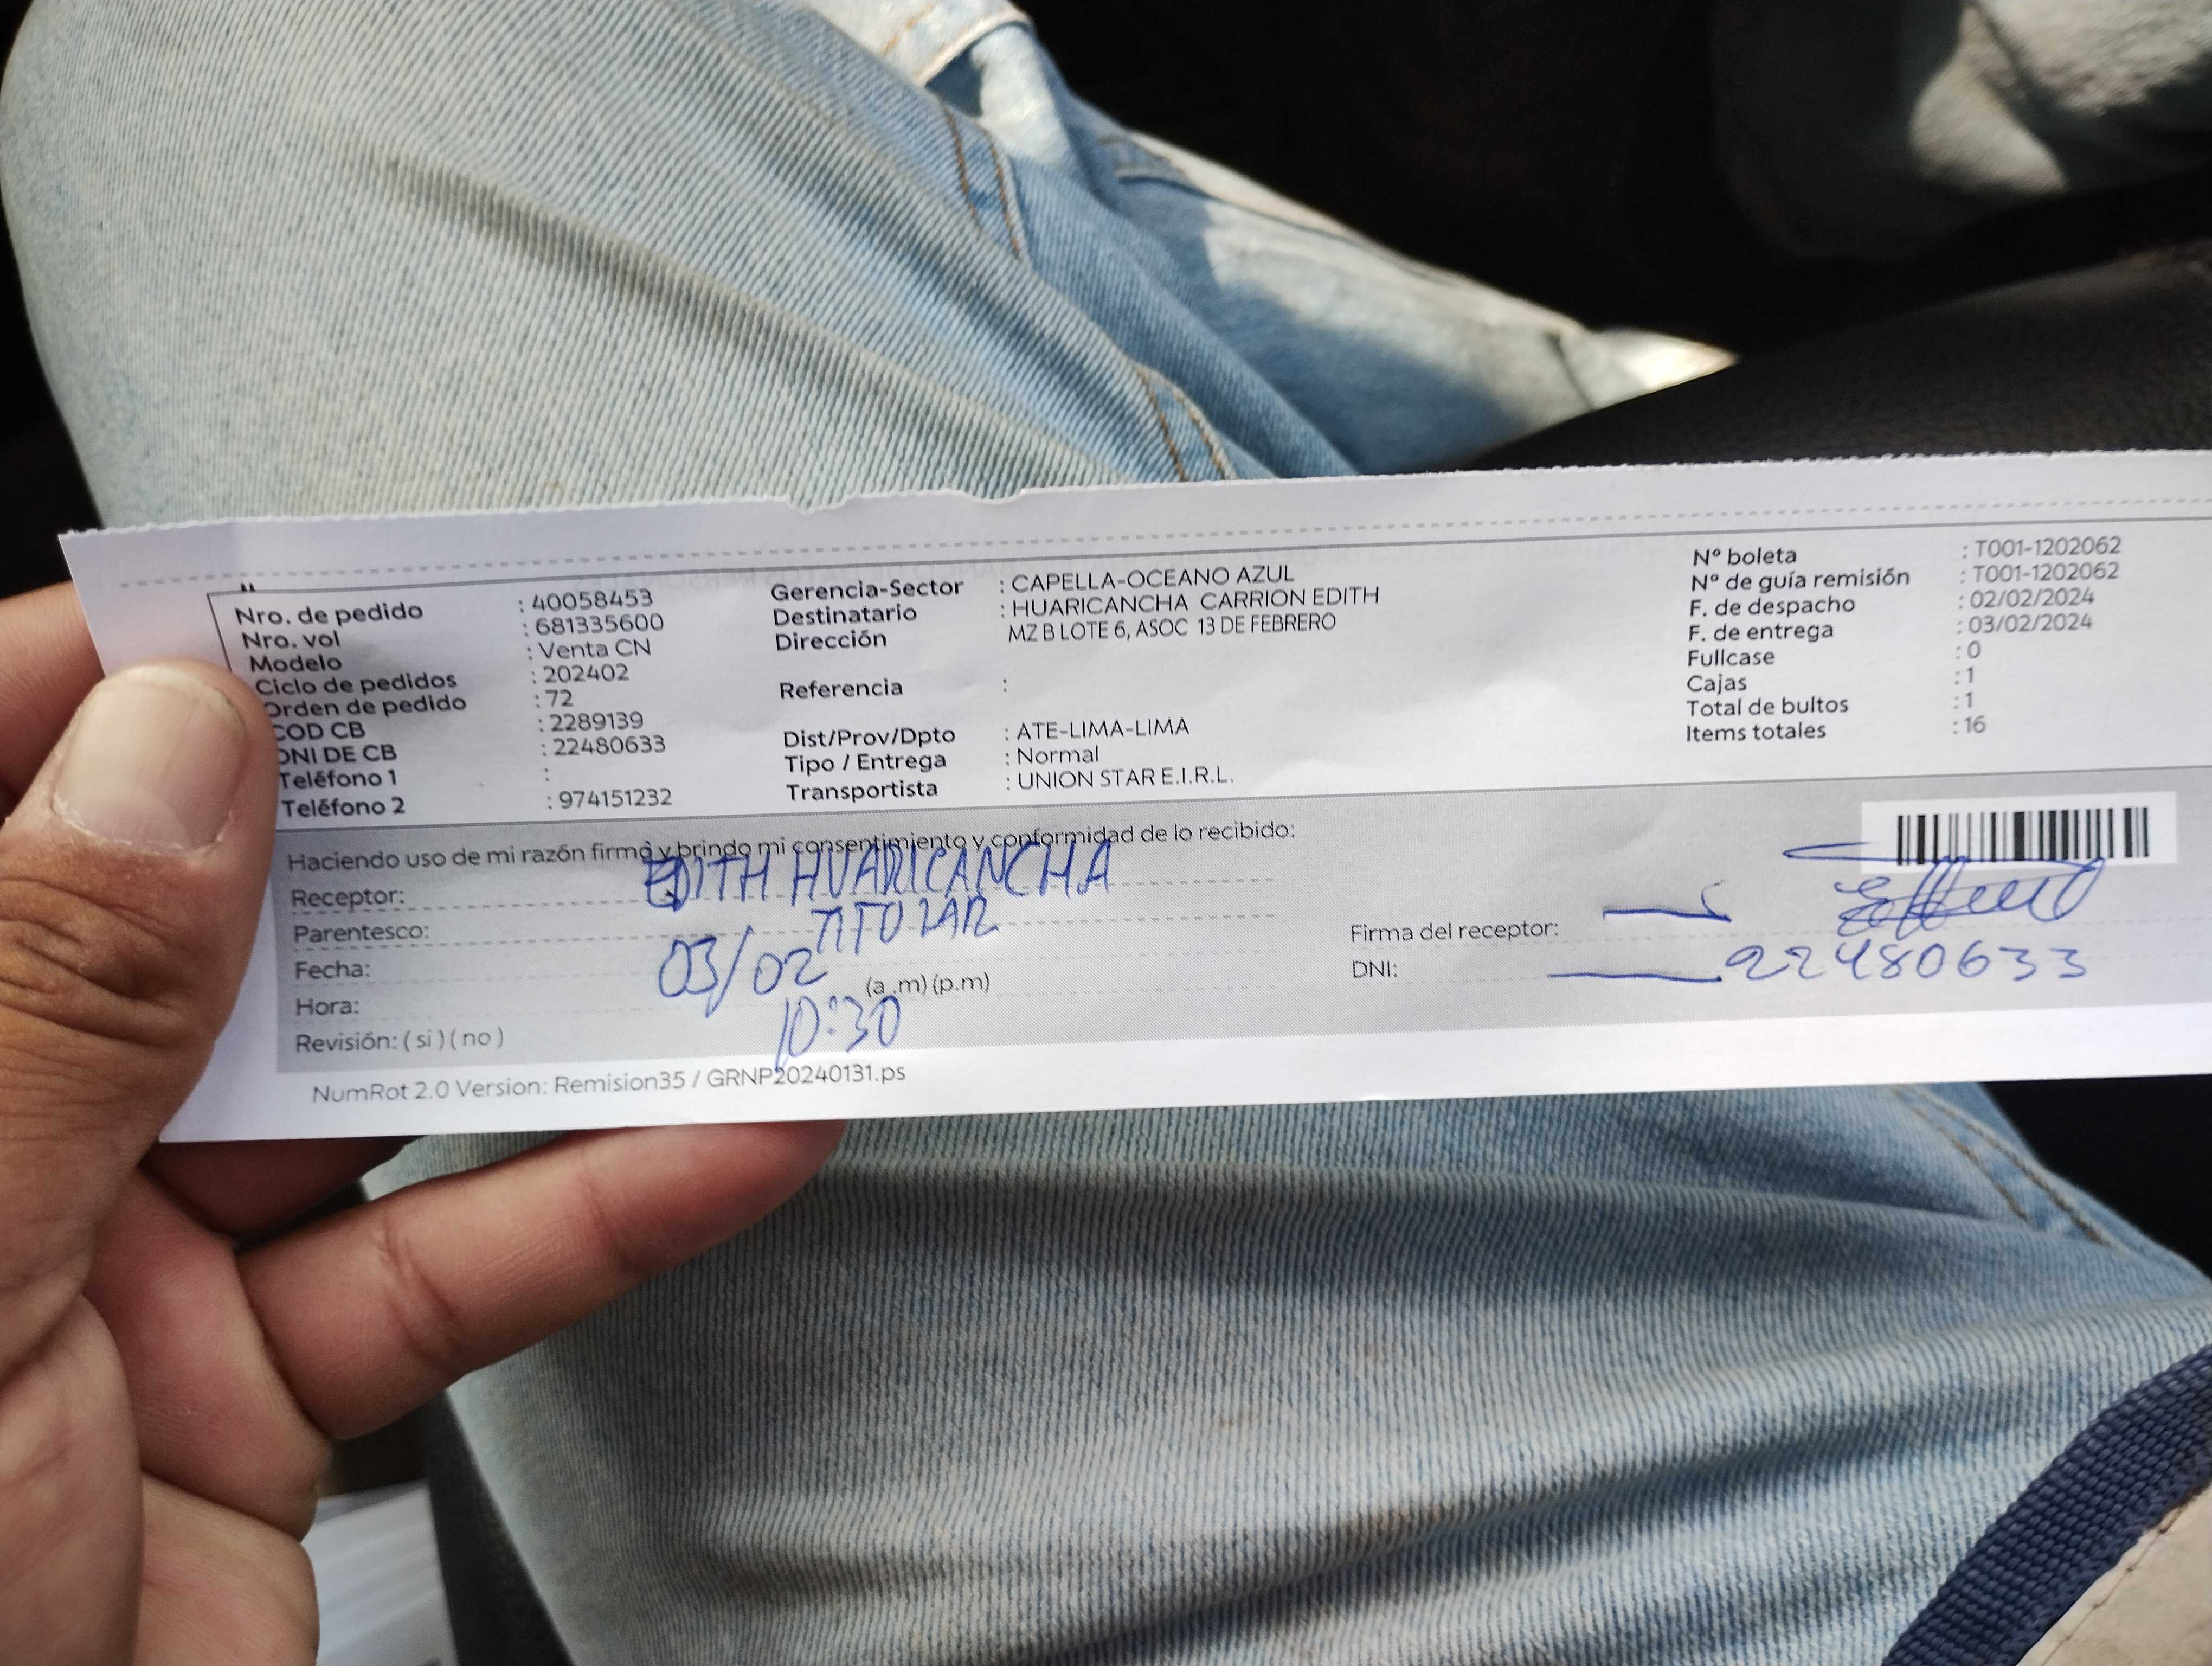 Nro. de pedido : 40058453
Nro. vol : 681335600
Modelo : Venta CN
Ciclo de pedidos : 202402
Orden de pedido : 72
COD CB : 2289139
DNI DE CB : 22480633
Teléfono 1 :
Teléfono 2 : 974151232
Gerencia-Sector : CAPELLA-OCEANO AZUL
Destinatario : HUARICANCHA CARRION EDITH
Dirección MZ B LOTE 6, ASOC 13 DE FEBRERO
Referencia :
Dist/Prov/Dpto : ATE-LIMA-LIMA
Tipo / Entrega : Normal
Transportista : UNION STAR E.I.R.L.
Nº boleta : T001-1202062
Nº de guía remisión : T001-1202062
F. de despacho : 02/02/2024
F. de entrega : 03/02/2024
Fullcase : 0
Cajas : 1
Total de bultos : 1
Items totales : 16
Haciendo uso de mi razón firmo y brindo mi consentimiento y conformidad de lo recibido:
Receptor: EDITH HUARICANCHA
Parentesco: TITULAR
Fecha: 03/02
Hora: 10:30 (a.m) (p.m)
Revisión: ( si ) ( no )
Firma del receptor:
DNI: 22480633
NumRot 2.0 Version: Remision35 / GRNP20240131.ps